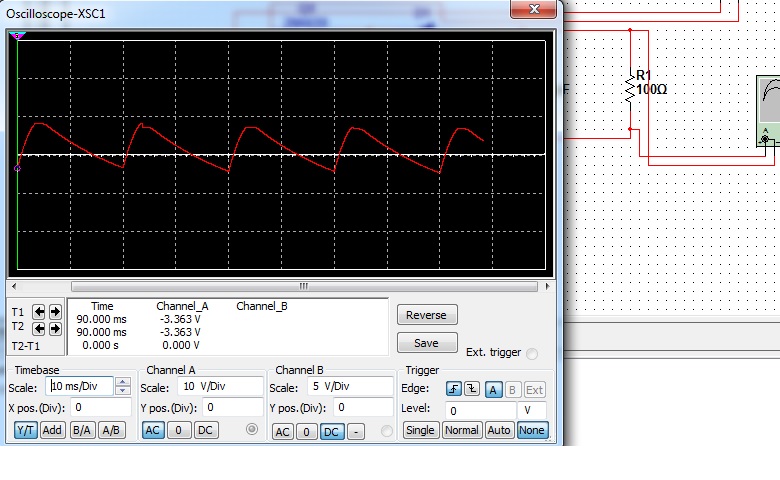 Oscilloscope-XSC1
R1
100Ω
F
A
T1
T2
T2-T1
Time Channel_A Channel_B
90.000 ms -3.363 V
90.000 ms -3.363 V
0.000 s 0.000 V
Reverse
Save
Ext. trigger
Timebase
Scale: 10 ms/Div
X pos.(Div): 0
Y/T Add B/A A/B
Channel A
Scale: 10 V/Div
Y pos.(Div): 0
AC 0 DC
Channel B
Scale: 5 V/Div
Y pos.(Div): 0
AC 0 DC -
Trigger
Edge: A B Ext
Level: 0 V
Single Normal Auto None